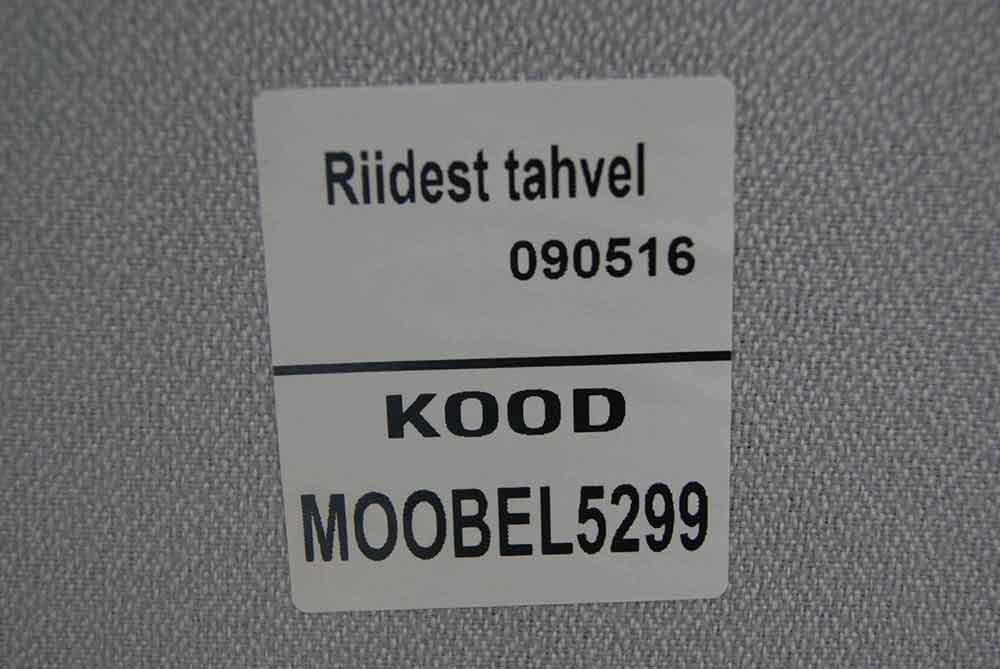 Riidest tahvel
090516
KOOD
MOOBEL5299